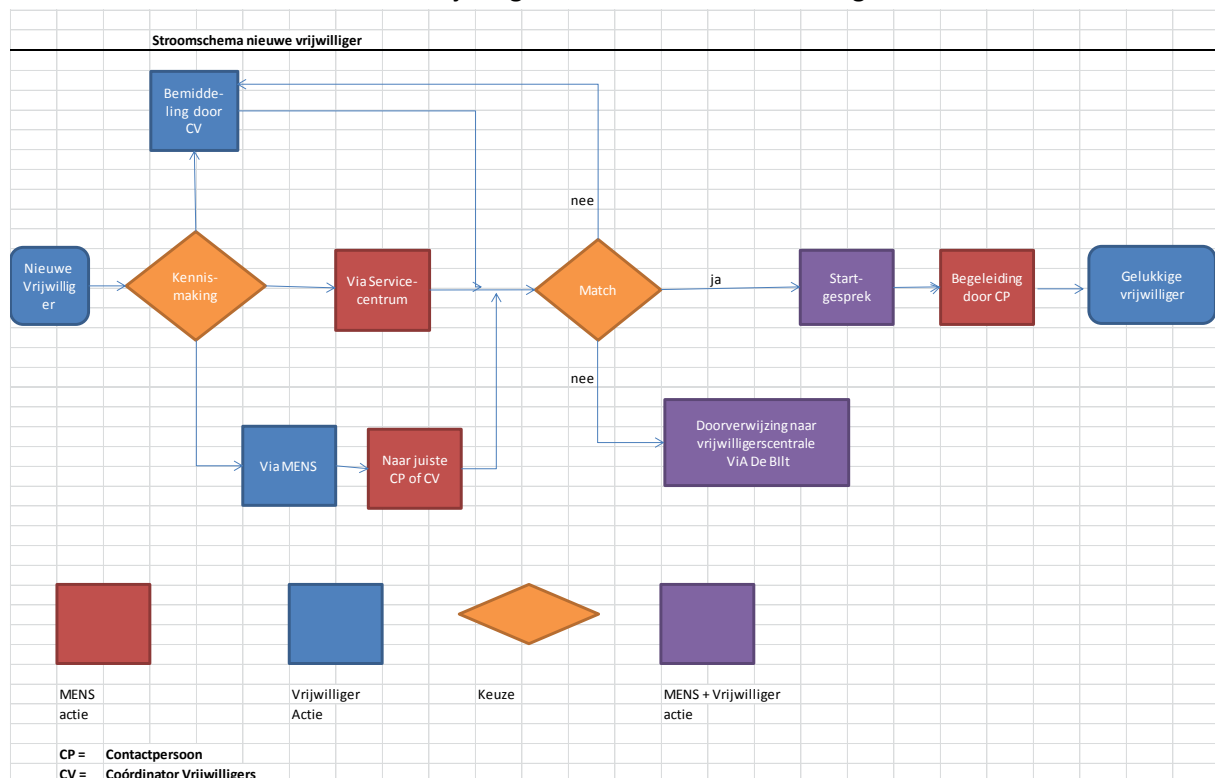 Stroomschema nieuwe vrijwilliger
Bemidde-
ling door
CV
nee
Nieuwe
Vrijwillig
er
Kennis-
making
Via Service-
centrum
Match
ja
Start-
gesprek
Begeleiding
door CP
Gelukkige
vrijwilliger
nee
Doorverwijzing naar
vrijwilligerscentrale
ViA De BIlt
Via MENS
Naar juiste
CP of CV
MENS
actie
Vrijwilliger
Actie
Keuze
MENS + Vrijwilliger
actie
CP = Contactpersoon
CV = Coórdinator Vrijwilligers